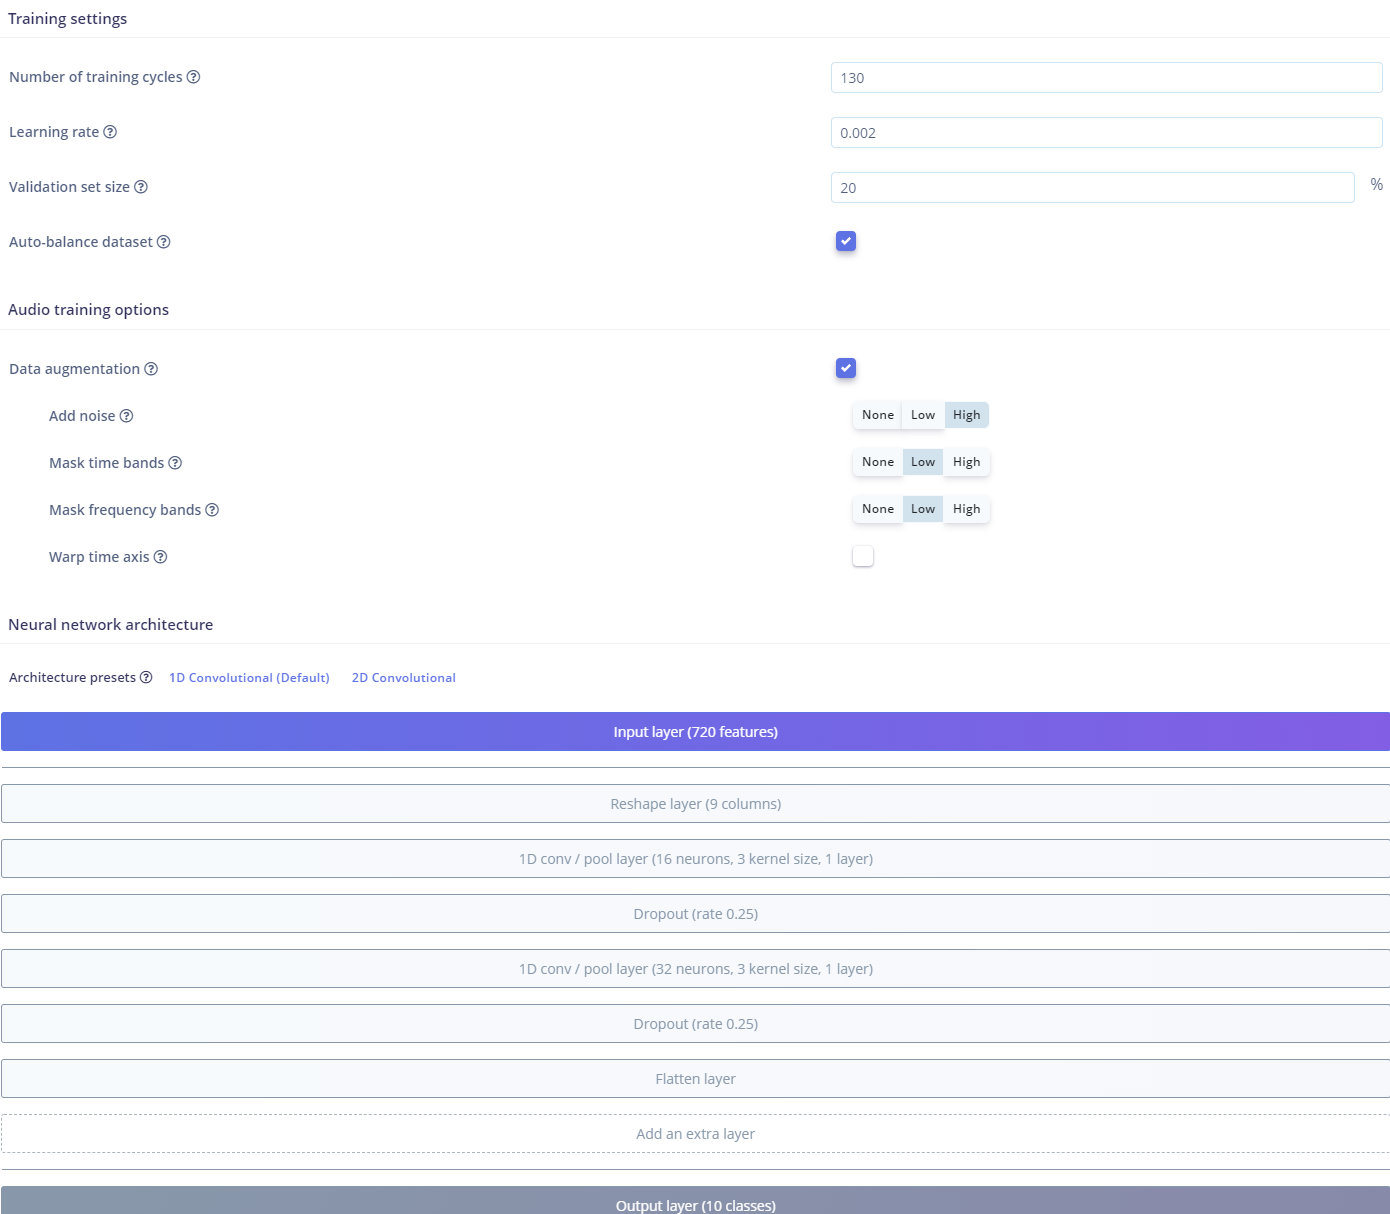 Training settings
Number of training cycles
130
Learning rate
0.002
Validation set size
20 %
Auto-balance dataset
Audio training options
Data augmentation
Add noise None Low High
Mask time bands None Low High
Mask frequency bands None Low High
Warp time axis
Neural network architecture
Architecture presets 1D Convolutional (Default) 2D Convolutional
Input layer (720 features)
Reshape layer (9 columns)
1D conv / pool layer (16 neurons, 3 kernel size, 1 layer)
Dropout (rate 0.25)
1D conv / pool layer (32 neurons, 3 kernel size, 1 layer)
Dropout (rate 0.25)
Flatten layer
Add an extra layer
Output layer (10 classes)